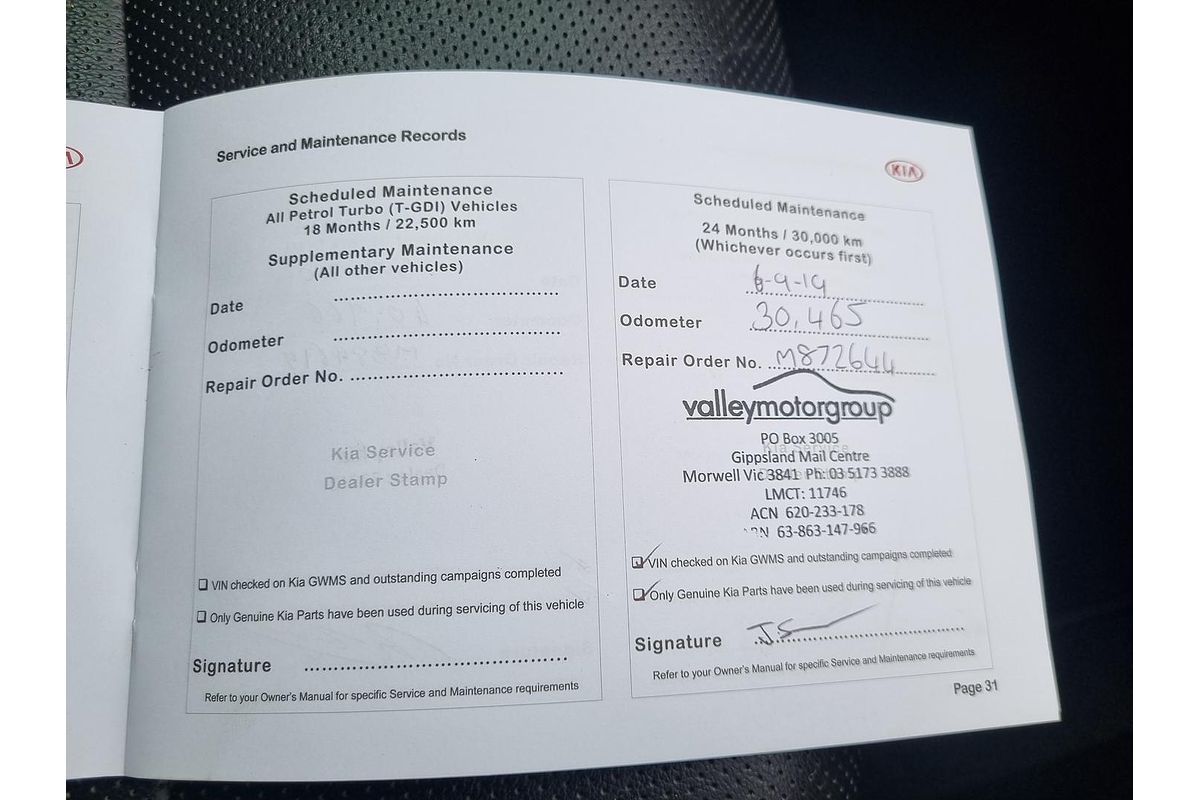 Service and Maintenance Records
KIA
Scheduled Maintenance
All Petrol Turbo (T-GDI) Vehicles
18 Months / 22,500 km
Supplementary Maintenance
(All other vehicles)
Date
Odometer
Repair Order No.
Kia Service
Dealer Stamp
❑ VIN checked on Kia GWMS and outstanding campaigns completed
❑ Only Genuine Kia Parts have been used during servicing of this vehicle
Signature
Refer to your Owner's Manual for specific Service and Maintenance requirements
Scheduled Maintenance
24 Months / 30,000 km
(Whichever occurs first)
Date 6-9-19
Odometer 30,465
Repair Order No. M872644
valleymotorgroup
PO Box 3005
Gippsland Mail Centre
Morwell Vic 3841 Ph: 03 5173 3888
LMCT: 11746
ACN 620-233-178
63-863-147-966
VIN checked on Kia GWMS and outstanding campaigns completed
Only Genuine Kia Parts have been used during servicing of this vehicle
Signature JS
Refer to your Owner's Manual for specific Service and Maintenance requirements
Page 31